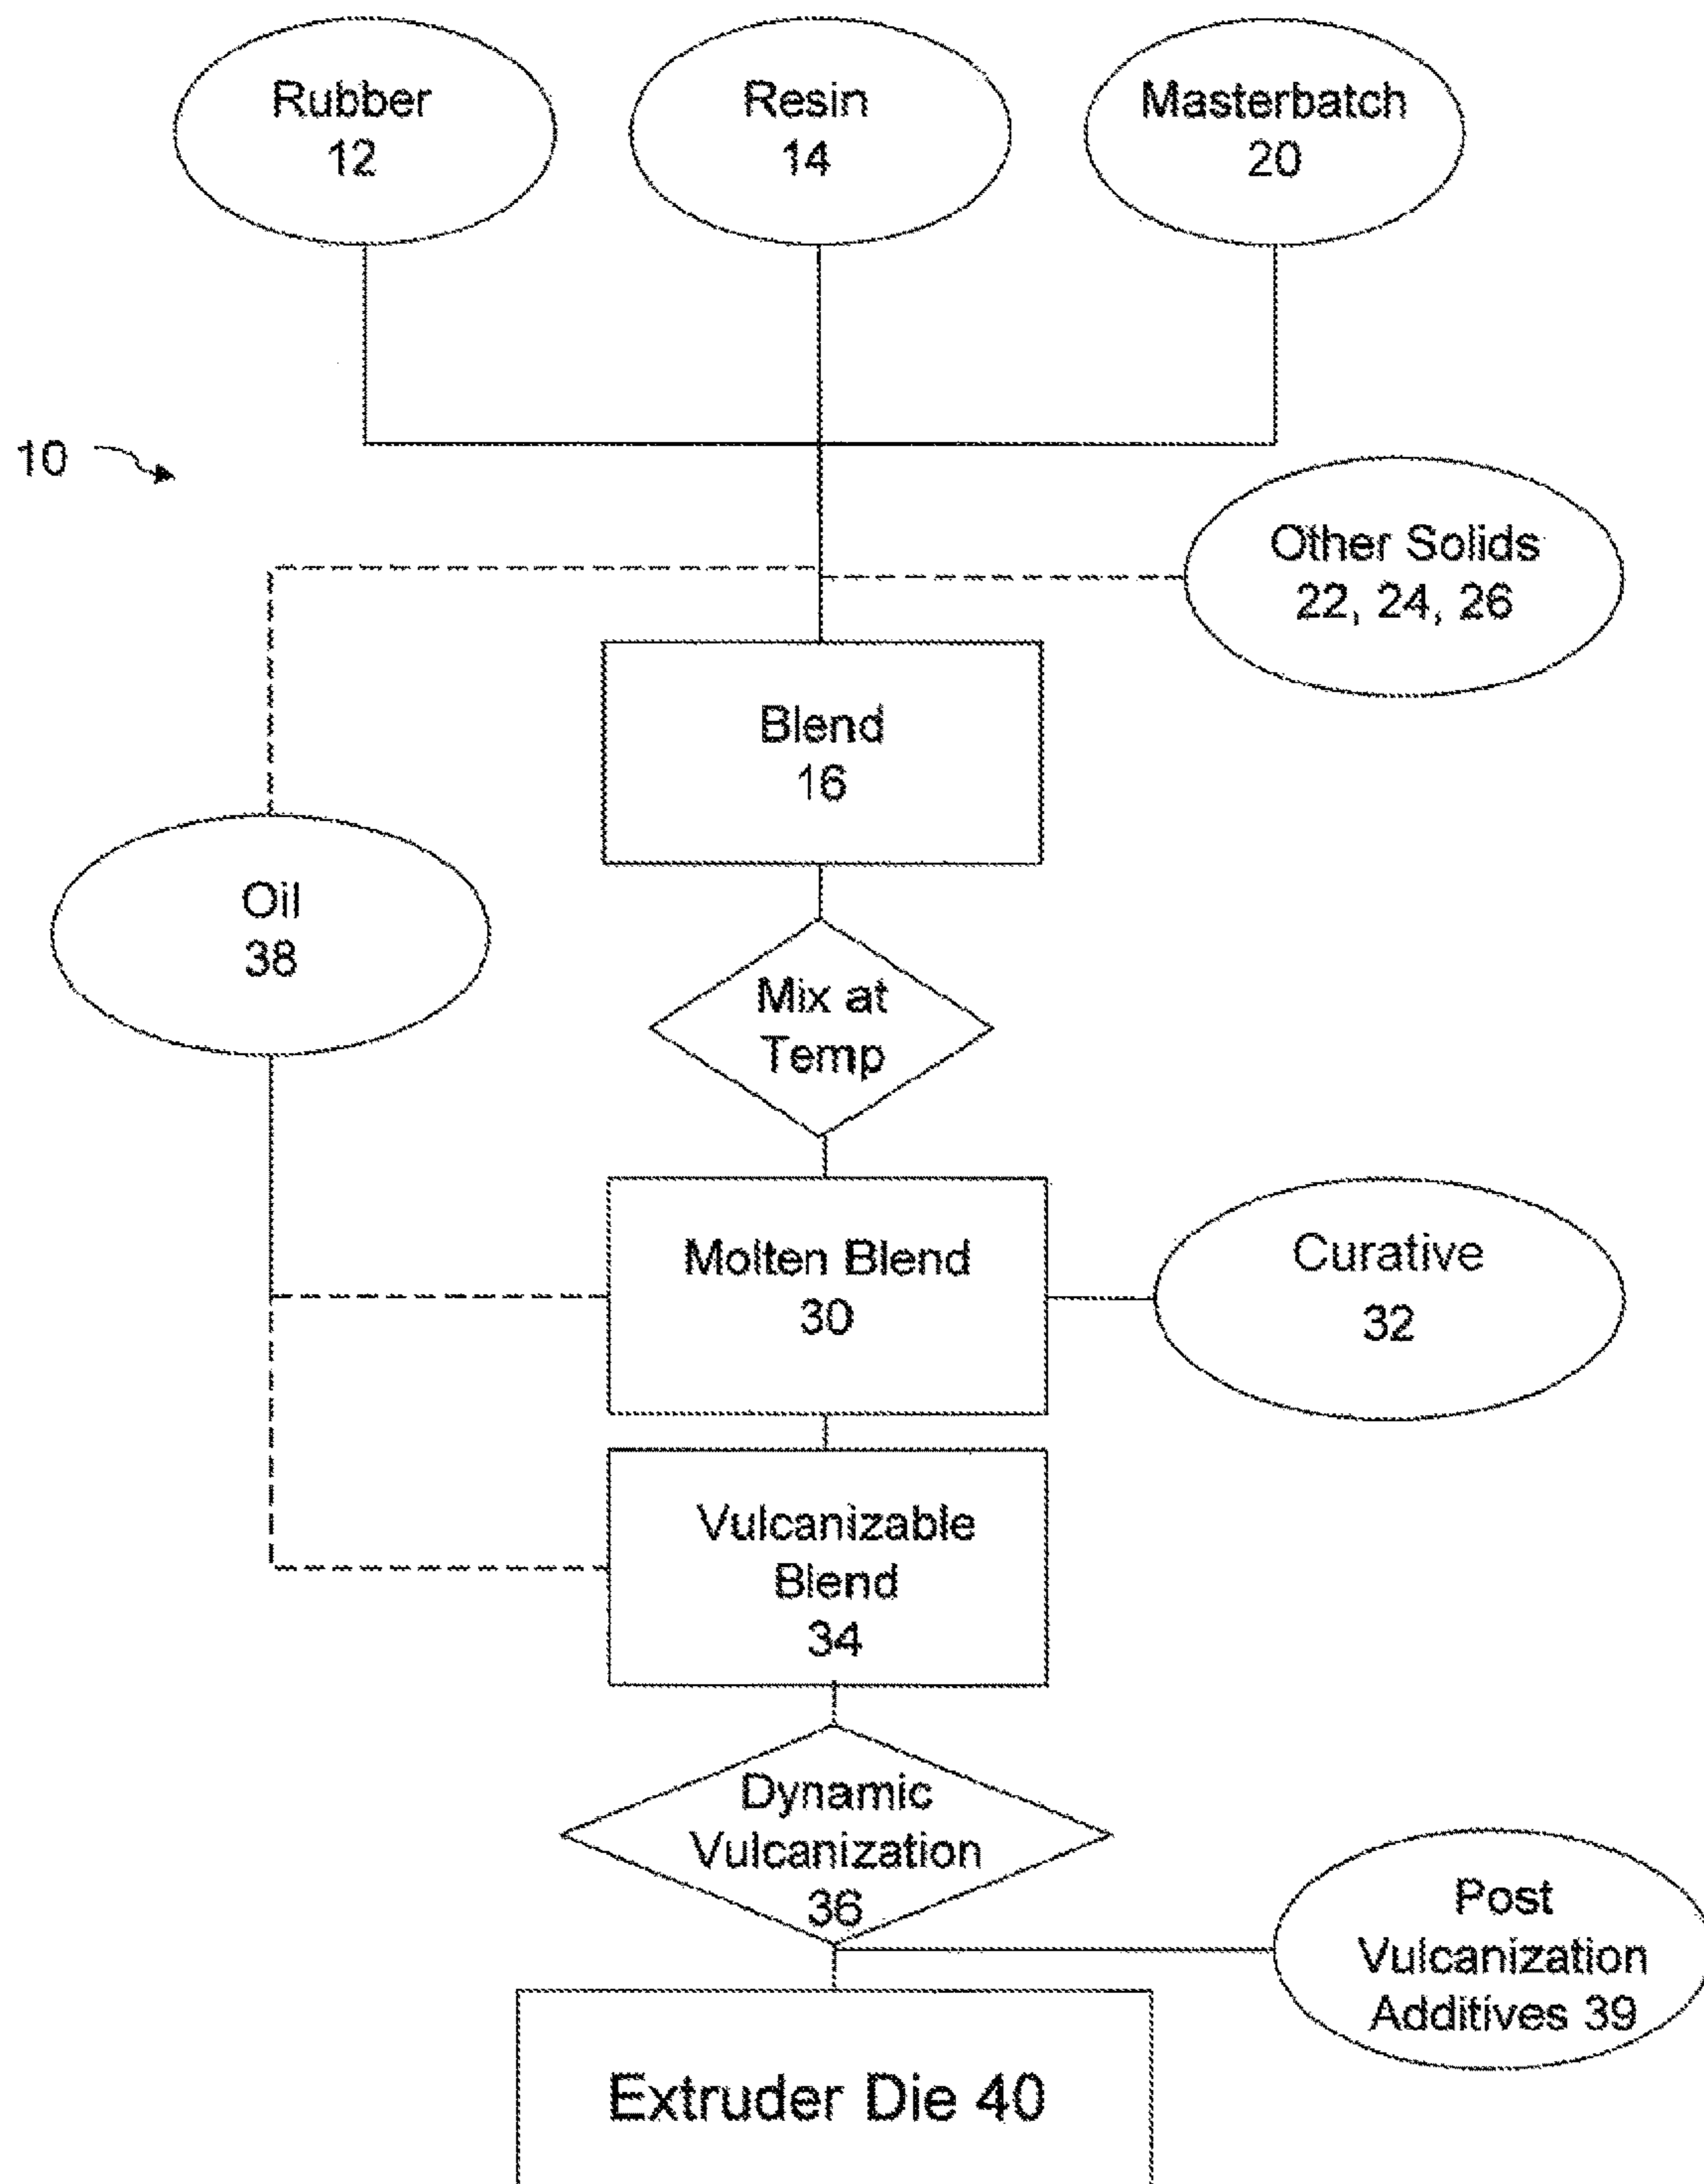 Rubber
12
Resin
14
Masterbatch
20
10
Other Solids
22, 24, 26
Blend
16
Oil
38
Mix at
Temp
Molten Blend
30
Curative
32
Vulcanizable
Blend
34
Dynamic
Vulcanization
36
Post
Vulcanization
Additives 39
Extruder Die 40